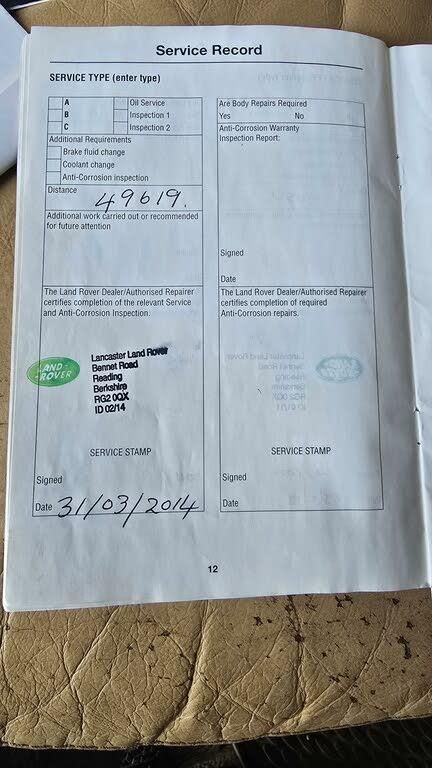 Service Record
SERVICE TYPE (enter type)
A Oil Service
B Inspection 1
C Inspection 2
Additional Requirements
Brake fluid change
Coolant change
Anti-Corrosion inspection
Distance
49619.
Additional work carried out or recommended
for future attention
The Land Rover Dealer/Authorised Repairer
certifies completion of the relevant Service
and Anti-Corrosion Inspection.
LAND
ROVER
Lancaster Land Rover
Bennet Road
Reading
Berkshire
RG2 0QX
ID 02/14
SERVICE STAMP
Signed
Date 31/03/2014
Are Body Repairs Required
Yes No
Anti-Corrosion Warranty
Inspection Report:
Signed
Date
The Land Rover Dealer/Authorised Repairer
certifies completion of required
Anti-Corrosion repairs.
SERVICE STAMP
Signed
Date
12